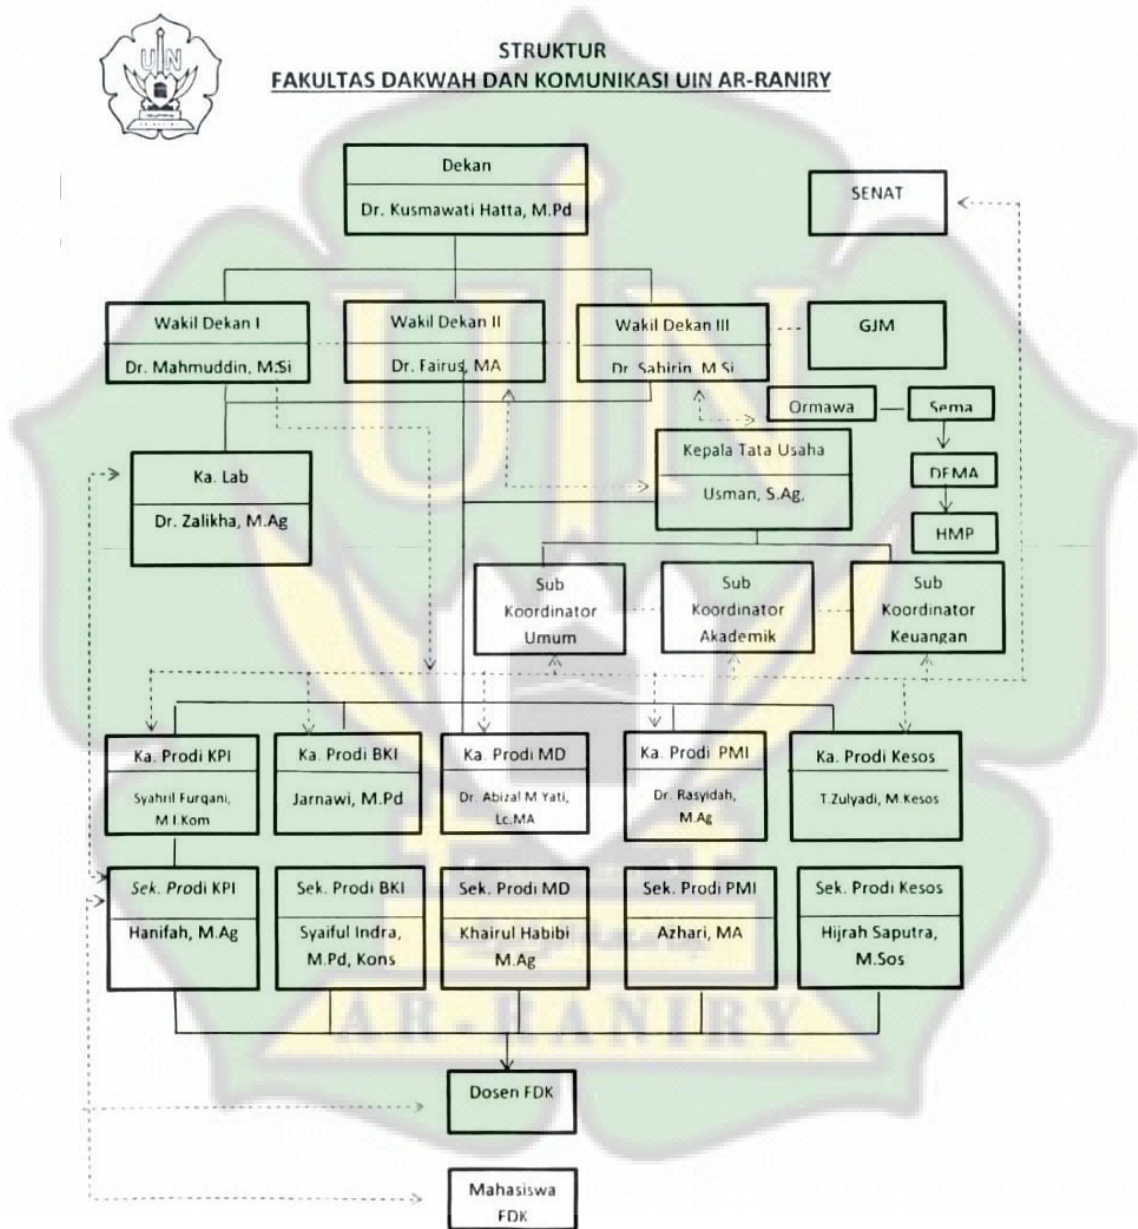 UIN
STRUKTUR
FAKULTAS DAKWAH DAN KOMUNIKASI UIN AR-RANIRY
Dekan
Dr. Kusmawati Hatta, M.Pd
SENAT
Wakil Dekan I
Dr. Mahmuddin, M.Si
Wakil Dekan II
Dr. Fairus, MA
Wakil Dekan III
Dr. Sabirin, M.Si
GJM
Ormawa
Sema
Ka. Lab
Dr. Zalikha, M.Ag
Kepala Tata Usaha
Usman, S.Ag,
DEMA
HMP
Sub
Koordinator
Umum
Sub
Koordinator
Akademik
Sub
Koordinator
Keuangan
Ka. Prodi KPI
Syahril Furqani,
M.I.Kom
Ka. Prodi BKI
Jarnawi, M.Pd
Ka. Prodi MD
Dr. Abizal M Yati,
Lc.MA
Ka. Prodi PMI
Dr. Rasyidah,
M.Ag
Ka. Prodi Kesos
T.Zulyadi, M.Kesos
Sek. Prodi KPI
Hanifah, M.Ag
Sek. Prodi BKI
Syaiful Indra,
M.Pd, Kons
Sek. Prodi MD
Khairul Habibi
M.Ag
Sek. Prodi PMI
Azhari, MA
Sek. Prodi Kesos
Hijrah Saputra,
M.Sos
Dosen FDK
Mahasiswa
FDK
UIN
AR-RANIRY